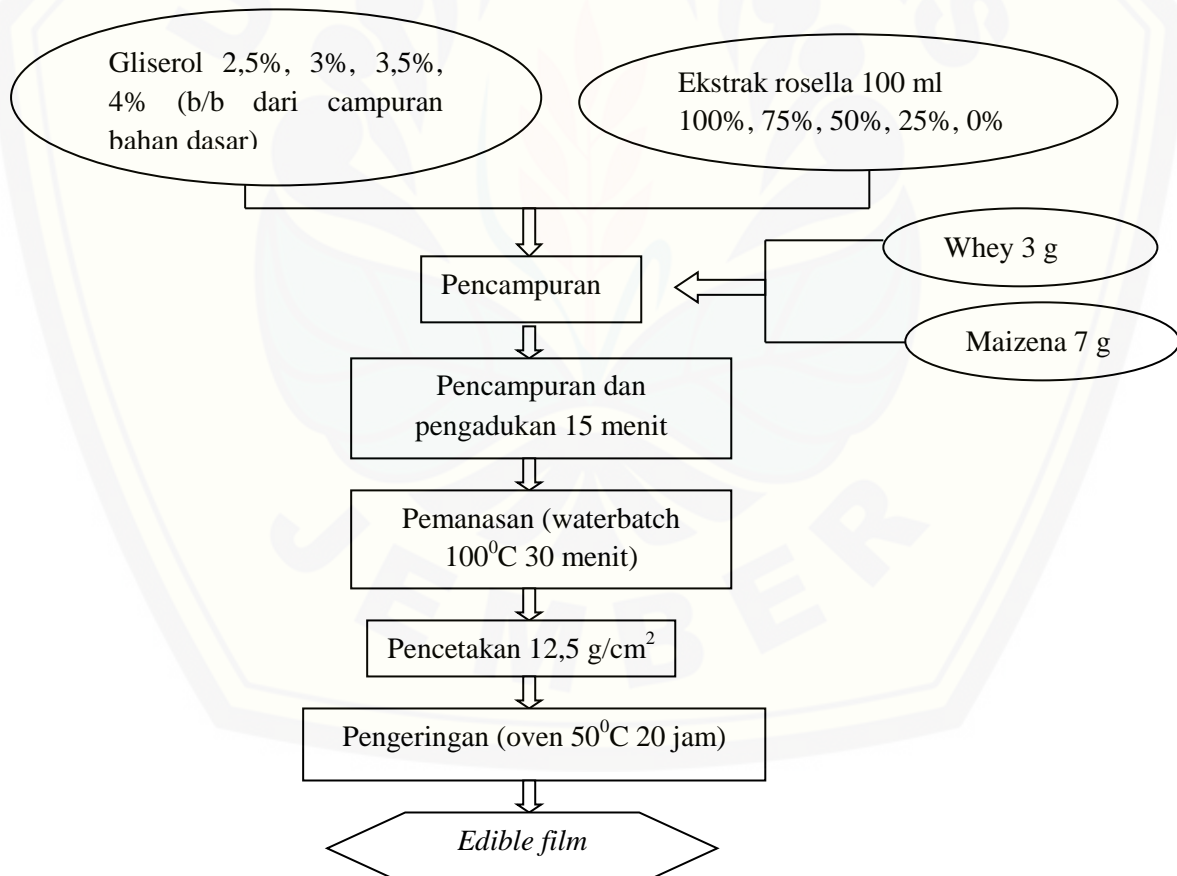 Gliserol 2,5%, 3%, 3,5%,
4% (b/b dari campuran
bahan dasar)
Ekstrak rosella 100 ml
100%, 75%, 50%, 25%, 0%
Whey 3 g
Pencampuran
Maizena 7 g
Pencampuran dan
pengadukan 15 menit
Pemanasan (waterbatch
100⁰C 30 menit)
Pencetakan 12,5 g/cm²
Pengeringan (oven 50⁰C 20 jam)
Edible film
JEMBER